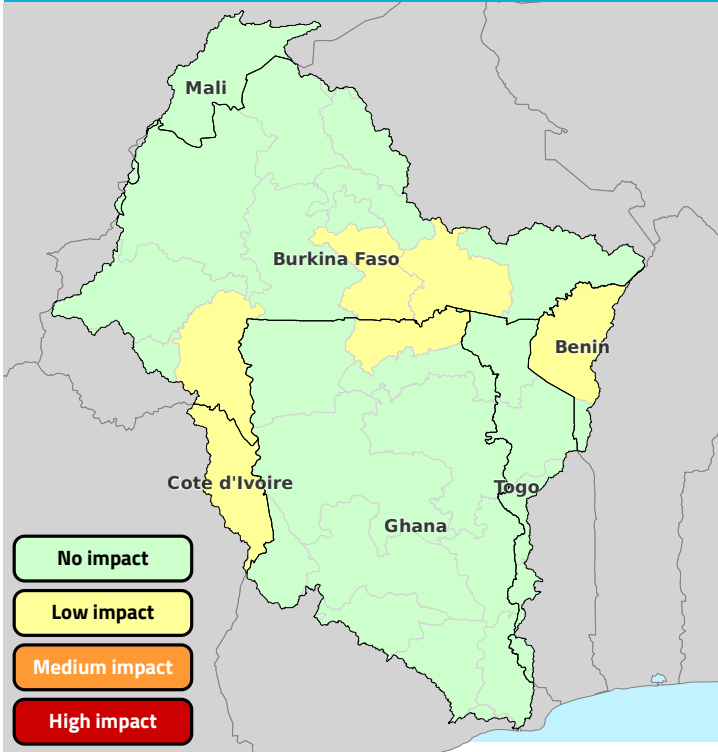 Mali
Burkina Faso
Benin
Cote d'Ivoire
Togo
Ghana
No impact
Low impact
Medium impact
High impact